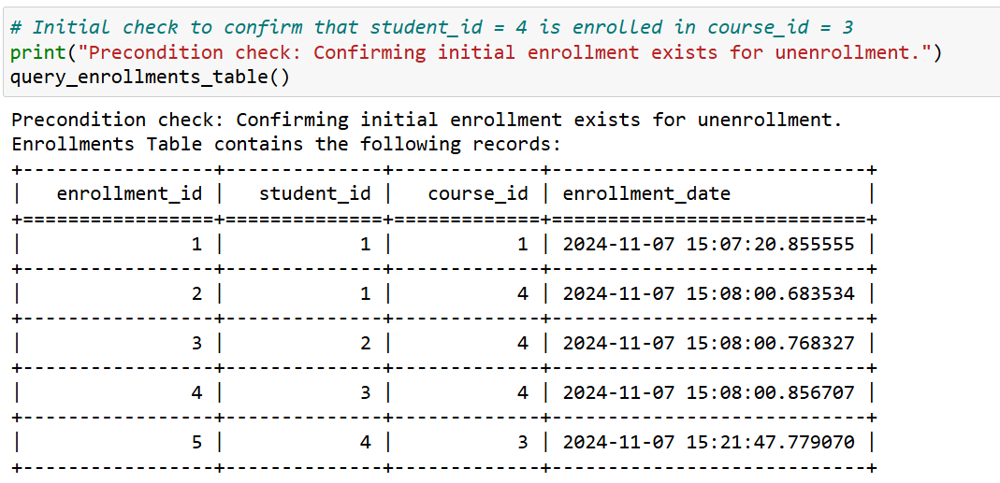 # Initial check to confirm that student_id = 4 is enrolled in course_id = 3
print("Precondition check: Confirming initial enrollment exists for unenrollment.")
query_enrollments_table()
Precondition check: Confirming initial enrollment exists for unenrollment.
Enrollments Table contains the following records:
+-----------------+--------------+-------------+----------------------------+
|   enrollment_id |   student_id |   course_id | enrollment_date            |
+=================+==============+=============+============================+
|               1 |            1 |           1 | 2024-11-07 15:07:20.855555 |
+-----------------+--------------+-------------+----------------------------+
|               2 |            1 |           4 | 2024-11-07 15:08:00.683534 |
+-----------------+--------------+-------------+----------------------------+
|               3 |            2 |           4 | 2024-11-07 15:08:00.768327 |
+-----------------+--------------+-------------+----------------------------+
|               4 |            3 |           4 | 2024-11-07 15:08:00.856707 |
+-----------------+--------------+-------------+----------------------------+
|               5 |            4 |           3 | 2024-11-07 15:21:47.779070 |
+-----------------+--------------+-------------+----------------------------+